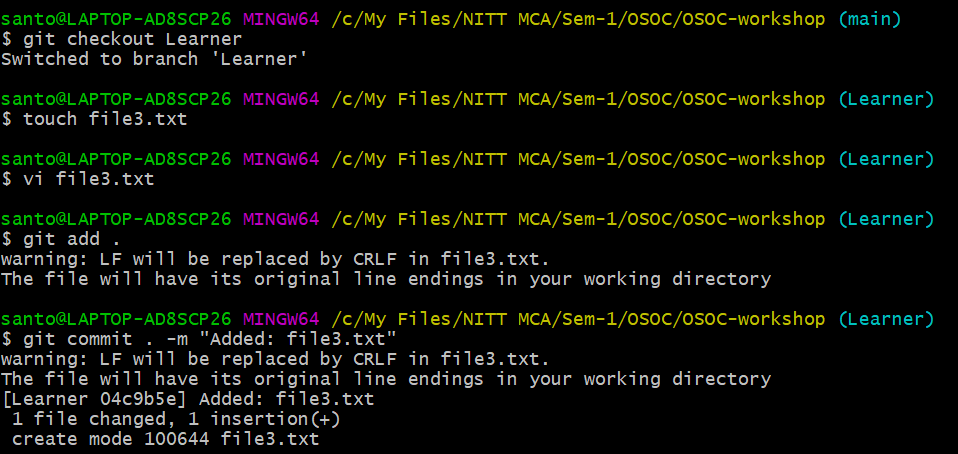 santo@LAPTOP-AD8SCP26 MINGW64 /c/My Files/NITT MCA/Sem-1/OSOC/OSOC-workshop (main)
$ git checkout Learner
Switched to branch 'Learner'
santo@LAPTOP-AD8SCP26 MINGW64 /c/My Files/NITT MCA/Sem-1/OSOC/OSOC-workshop (Learner)
$ touch file3.txt
santo@LAPTOP-AD8SCP26 MINGW64 /c/My Files/NITT MCA/Sem-1/OSOC/OSOC-workshop (Learner)
$ vi file3.txt
santo@LAPTOP-AD8SCP26 MINGW64 /c/My Files/NITT MCA/Sem-1/OSOC/OSOC-workshop (Learner)
$ git add .
warning: LF will be replaced by CRLF in file3.txt.
The file will have its original line endings in your working directory
santo@LAPTOP-AD8SCP26 MINGW64 /c/My Files/NITT MCA/Sem-1/OSOC/OSOC-workshop (Learner)
$ git commit . -m "Added: file3.txt"
warning: LF will be replaced by CRLF in file3.txt.
The file will have its original line endings in your working directory
[Learner 04c9b5e] Added: file3.txt
 1 file changed, 1 insertion(+)
 create mode 100644 file3.txt